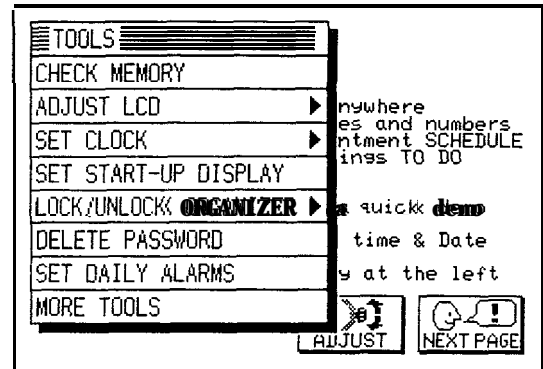 TOOLS
CHECK MEMORY
ADJUST LCD
SET CLOCK
SET START-UP DISPLAY
LOCK/UNLOCK ORGANIZER
DELETE PASSWORD
SET DAILY ALARMS
MORE TOOLS
nywhere
es and numbers
ntment SCHEDULE
ings TO DO
a quick demo
time & Date
y at the left
ADJUST
NEXT PAGE